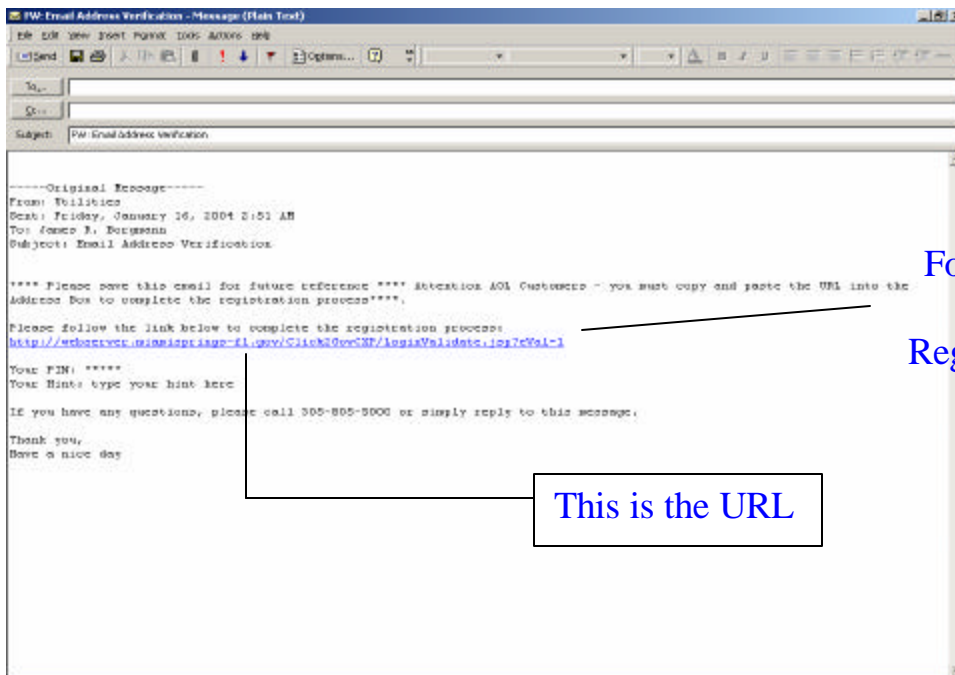 FW: Email Address Verification - Message (Plain Text)
File Edit View Insert Format Tools Actions Help
Send Options...
To...
Cc...
Subject: FW: Email Address Verification
-----Original Message-----
From: Utilities
Sent: Friday, January 16, 2004 2:51 AM
To: James R. Borgmann
Subject: Email Address Verification
**** Please save this email for future reference **** Attention AOL Customers - you must copy and paste the URL into the
Address Box to complete the registration process****.
Fo
Please follow the link below to complete the registration process:
http://webserver.miamisprings-fl.gov/Click2GovCXP/loginValidate.jsp?eVal=1
Reg
Your PIN: *****
Your Hint: type your hint here
If you have any questions, please call 305-805-5000 or simply reply to this message.
Thank you,
Have a nice day
This is the URL